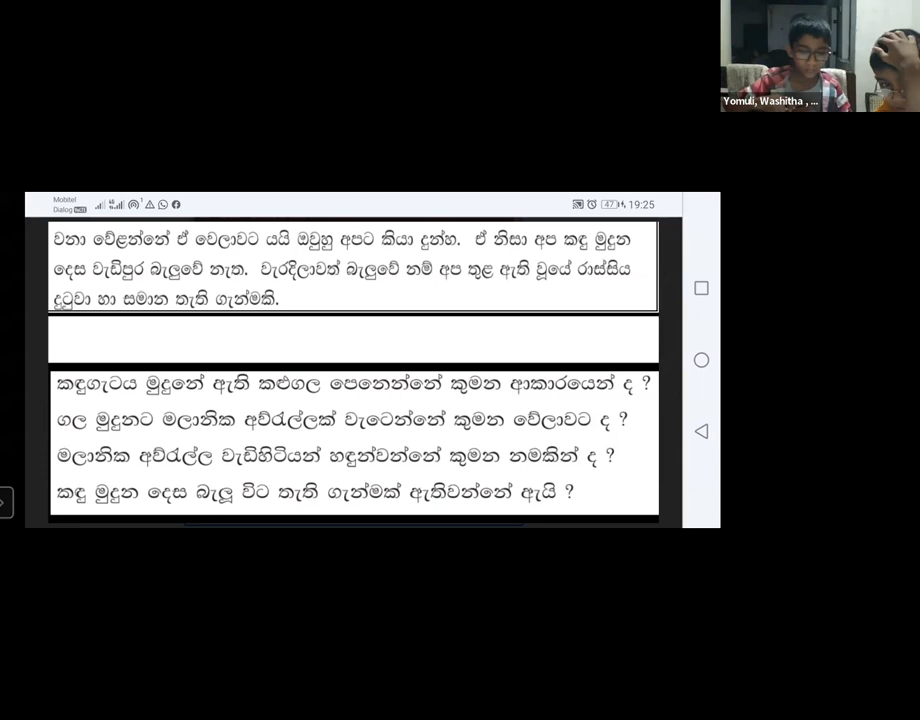 Yomuli, Washitha , ...
Mobitel
Dialog VoLTE
47 19:25
වනා වේළන්නේ ඒ වෙලාවට යයි ඔවුහු අපට කියා දුන්හ. ඒ නිසා අප කඳු මුදුන
දෙස වැඩිපුර බැලුවේ නැත. වැරදිලාවත් බැලුවේ නම් අප තුළ ඇති වූයේ රාස්සිය
දුටුවා හා සමාන තැති ගැන්මකි.
කඳුගැටය මුදුනේ ඇති කළුගල පෙනෙන්නේ කුමන ආකාරයෙන් ද ?
ගල මුදුනට මලානික අව්රැල්ලක් වැටෙන්නේ කුමන වේලාවට ද ?
මලානික අව්රැල්ල වැඩිහිටියන් හඳුන්වන්නේ කුමන නමකින් ද ?
කඳු මුදුන දෙස බැලූ විට තැති ගැන්මක් ඇතිවන්නේ ඇයි ?